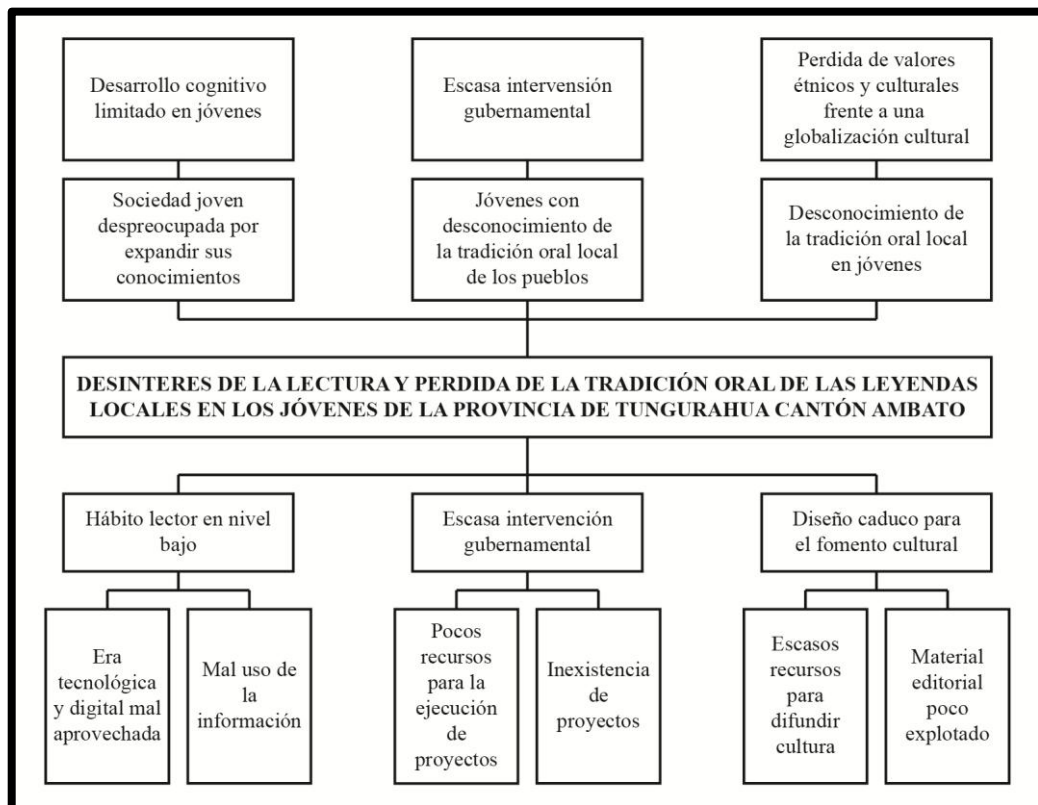 Desarrollo cognitivo
limitado en jóvenes
Escasa intervensión
gubernamental
Perdida de valores
étnicos y culturales
frente a una
globalización cultural
Sociedad joven
despreocupada por
expandir sus
conocimientos
Jóvenes con
desconocimiento de
la tradición oral local
de los pueblos
Desconocimiento de
la tradición oral local
en jóvenes
DESINTERES DE LA LECTURA Y PERDIDA DE LA TRADICIÓN ORAL DE LAS LEYENDAS
LOCALES EN LOS JÓVENES DE LA PROVINCIA DE TUNGURAHUA CANTÓN AMBATO
Hábito lector en nivel
bajo
Escasa intervención
gubernamental
Diseño caduco para
el fomento cultural
Era
tecnológica
y digital mal
aprovechada
Mal uso de
la
información
Pocos
recursos
para la
ejecución
de
proyectos
Inexistencia
de
proyectos
Escasos
recursos
para
difundir
cultura
Material
editorial
poco
explotado